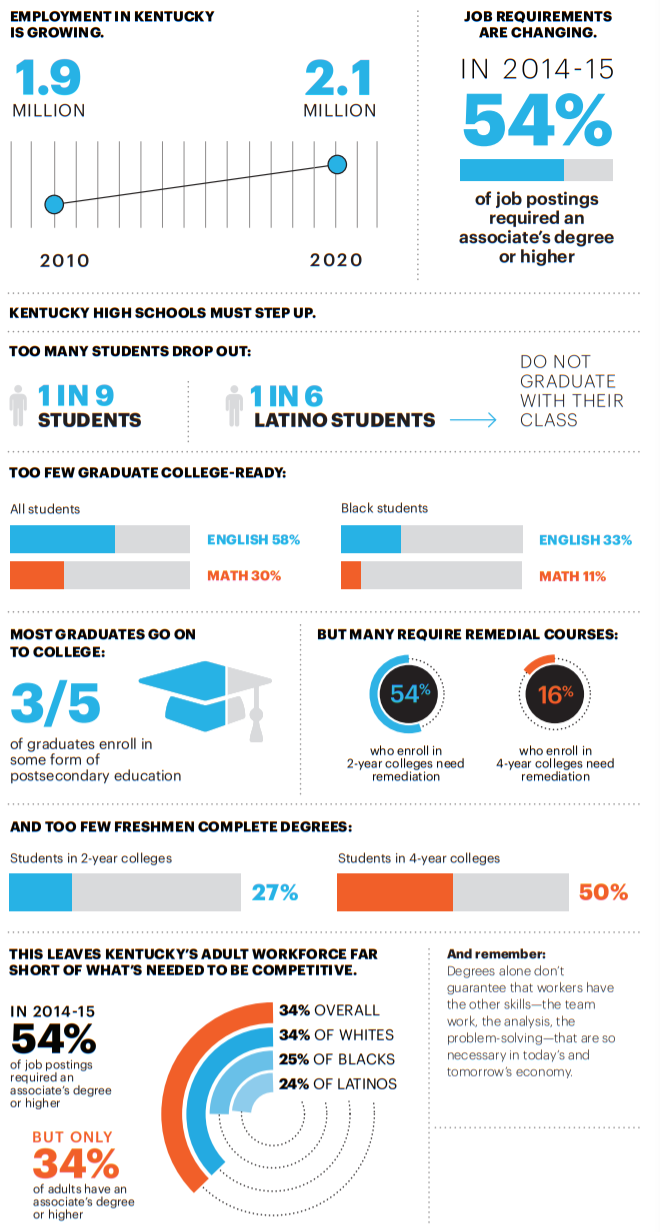 EMPLOYMENT IN KENTUCKY
IS GROWING.
1.9
MILLION
2.1
MILLION
2010
2020
JOB REQUIREMENTS
ARE CHANGING.
IN 2014-15
54%
of job postings
required an
associate's degree
or higher
KENTUCKY HIGH SCHOOLS MUST STEP UP.
TOO MANY STUDENTS DROP OUT:
1 IN 9
STUDENTS
1 IN 6
LATINO STUDENTS
DO NOT
GRADUATE
WITH THEIR
CLASS
TOO FEW GRADUATE COLLEGE-READY:
All students
ENGLISH 58%
MATH 30%
Black students
ENGLISH 33%
MATH 11%
MOST GRADUATES GO ON
TO COLLEGE:
3/5
of graduates enroll in
some form of
postsecondary education
BUT MANY REQUIRE REMEDIAL COURSES:
54%
who enroll in
2-year colleges need
remediation
16%
who enroll in
4-year colleges need
remediation
AND TOO FEW FRESHMEN COMPLETE DEGREES:
Students in 2-year colleges
27%
Students in 4-year colleges
50%
THIS LEAVES KENTUCKY'S ADULT WORKFORCE FAR
SHORT OF WHAT'S NEEDED TO BE COMPETITIVE.
IN 2014-15
54%
of job postings
required an
associate's degree
or higher
BUT ONLY
34%
of adults have an
associate's degree
or higher
34% OVERALL
34% OF WHITES
25% OF BLACKS
24% OF LATINOS
And remember:
Degrees alone don't
guarantee that workers have
the other skills—the team
work, the analysis, the
problem-solving—that are so
necessary in today's and
tomorrow's economy.